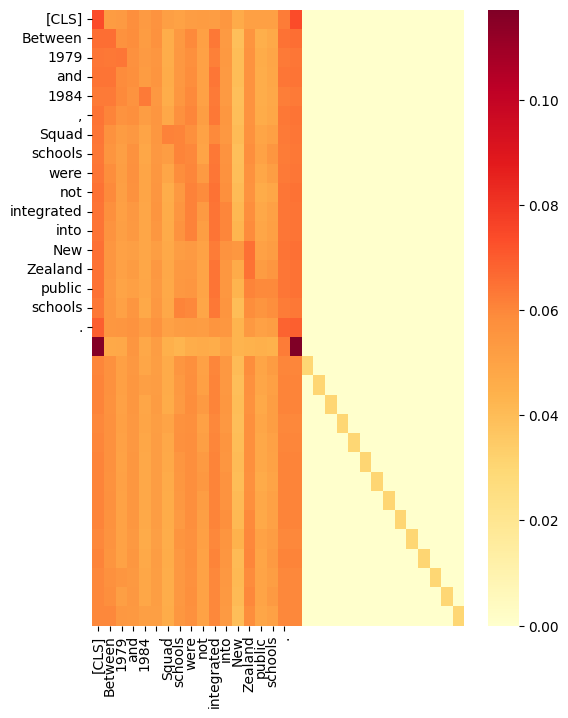 [CLS]
Between
1979
and
1984
,
Squad
schools
were
not
integrated
into
New
Zealand
public
schools
.
0.10
0.08
0.06
0.04
0.02
0.00
[CLS]
Between
1979
and
1984
,
Squad
schools
were
not
integrated
into
New
Zealand
public
schools
.